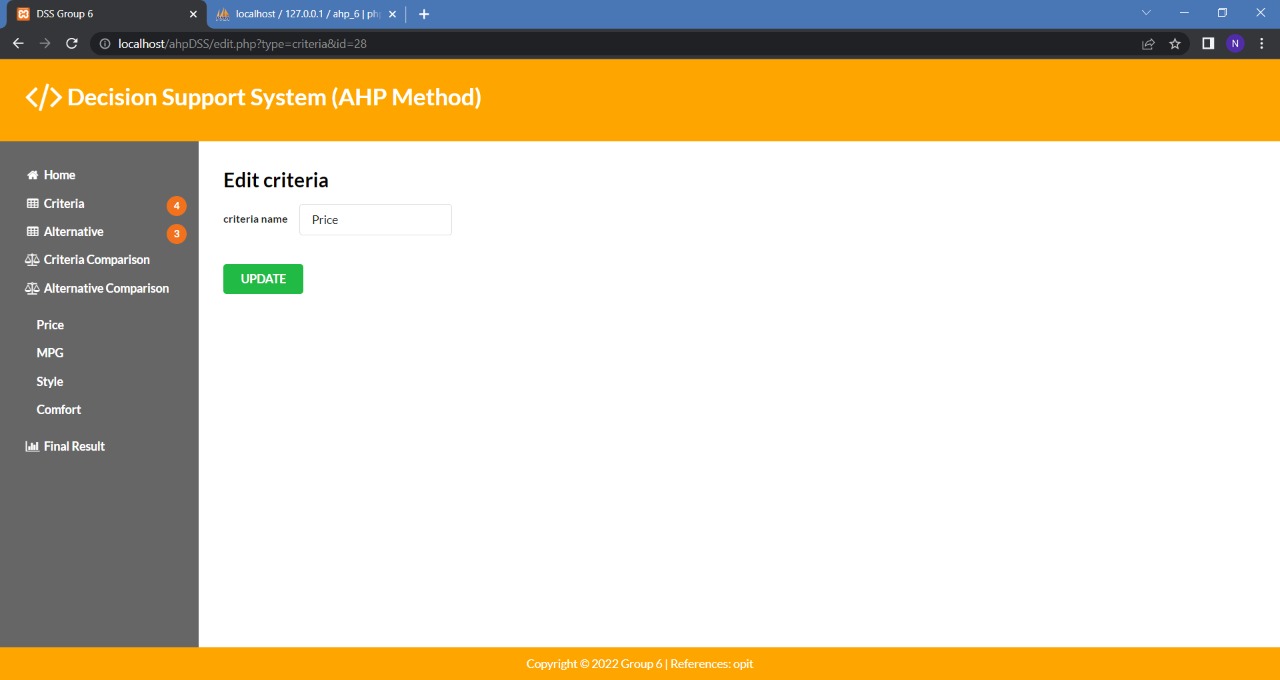 DSS Group 6
localhost / 127.0.0.1 / ahp_6 | ph
localhost/ahpDSS/edit.php?type=criteria&id=28
N
</> Decision Support System (AHP Method)
Home
Criteria 4
Alternative 3
Criteria Comparison
Alternative Comparison
Price
MPG
Style
Comfort
Final Result
Edit criteria
criteria name Price
UPDATE
Copyright © 2022 Group 6 | References: opit